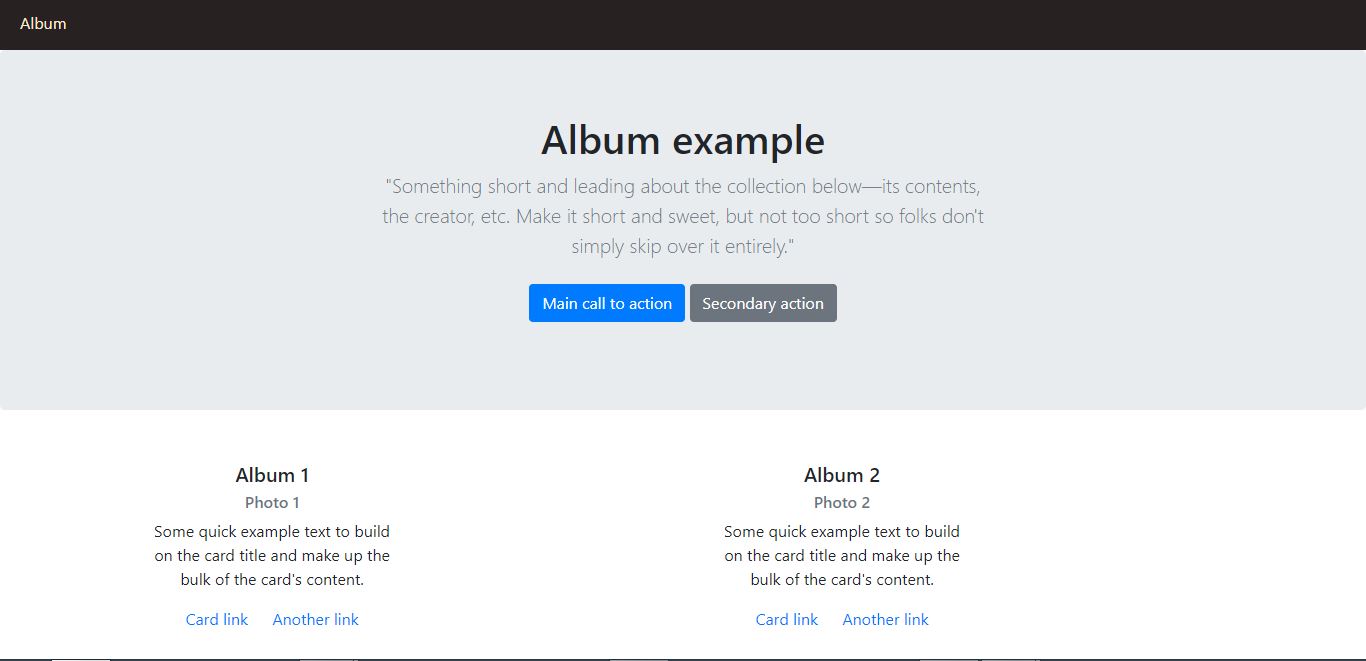 Album
Album example
"Something short and leading about the collection below—its contents,
the creator, etc. Make it short and sweet, but not too short so folks don't
simply skip over it entirely."
Main call to action Secondary action
Album 1
Photo 1
Some quick example text to build
on the card title and make up the
bulk of the card's content.
Card link Another link
Album 2
Photo 2
Some quick example text to build
on the card title and make up the
bulk of the card's content.
Card link Another link